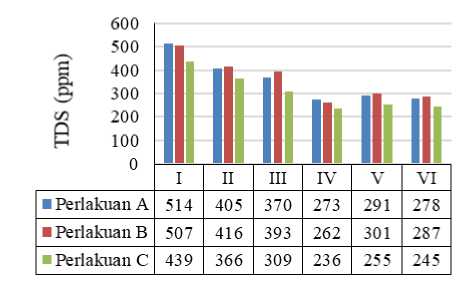 600
500
400
300
200
100
0
TDS (ppm)
I II III IV V VI
Perlakuan A 514 405 370 273 291 278
Perlakuan B 507 416 393 262 301 287
Perlakuan C 439 366 309 236 255 245